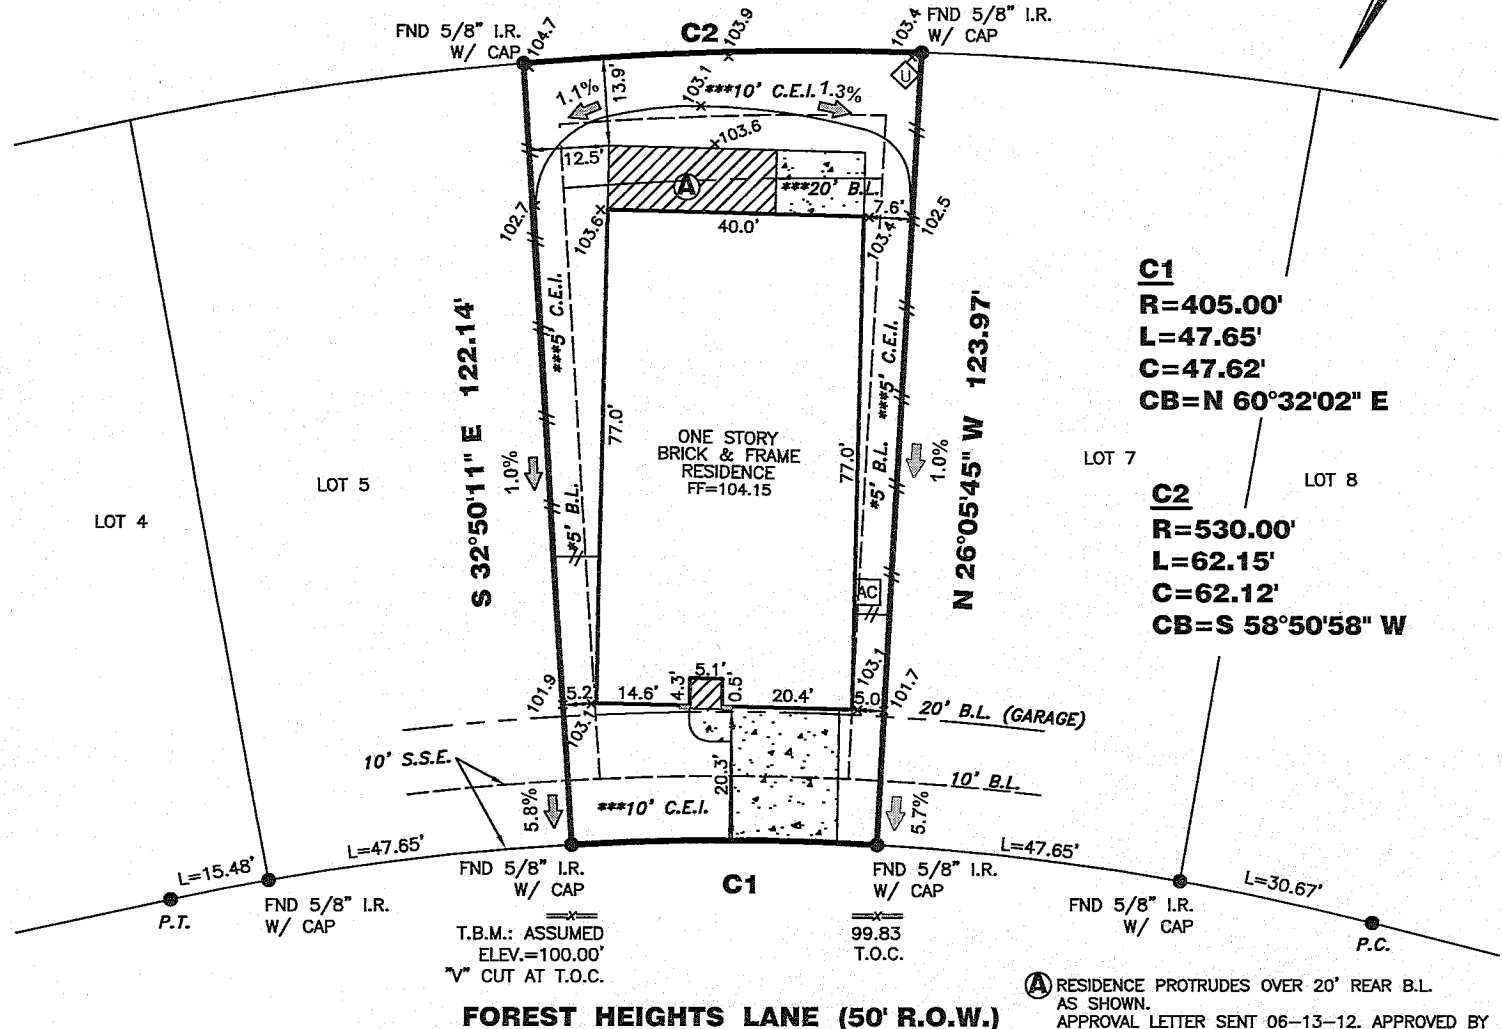 FND 5/8" I.R.
W/ CAP
104.7
C2
103.9
103.4
FND 5/8" I.R.
W/ CAP
U
13.9'
1.1%
103.1
***10' C.E.I.
1.3%
103.6
12.5'
A
***20' B.L.
7.6'
102.7
103.6
40.0'
103.4
102.5
***5' C.E.I.
S 32°50'11" E 122.14'
1.0%
*5' B.L.
77.0'
ONE STORY
BRICK & FRAME
RESIDENCE
FF=104.15
77.0'
***5' C.E.I.
*5' B.L.
1.0%
N 26°05'45" W 123.97'
AC
LOT 4
LOT 5
LOT 7
LOT 8
C1
R=405.00'
L=47.65'
C=47.62'
CB=N 60°32'02" E
C2
R=530.00'
L=62.15'
C=62.12'
CB=S 58°50'58" W
101.9
5.2'
103.1
14.6'
4.3'
5.1'
0.5'
20.4'
103.1
5.0'
101.7
20' B.L. (GARAGE)
10' S.S.E.
20.3'
10' B.L.
5.8%
***10' C.E.I.
5.7%
L=15.48'
L=47.65'
L=47.65'
L=30.67'
P.T.
FND 5/8" I.R.
W/ CAP
FND 5/8" I.R.
W/ CAP
C1
FND 5/8" I.R.
W/ CAP
FND 5/8" I.R.
W/ CAP
P.C.
T.B.M.: ASSUMED
ELEV.=100.00'
"V" CUT AT T.O.C.
99.83
T.O.C.
FOREST HEIGHTS LANE (50' R.O.W.)
A RESIDENCE PROTRUDES OVER 20' REAR B.L.
AS SHOWN.
APPROVAL LETTER SENT 06-13-12. APPROVED BY